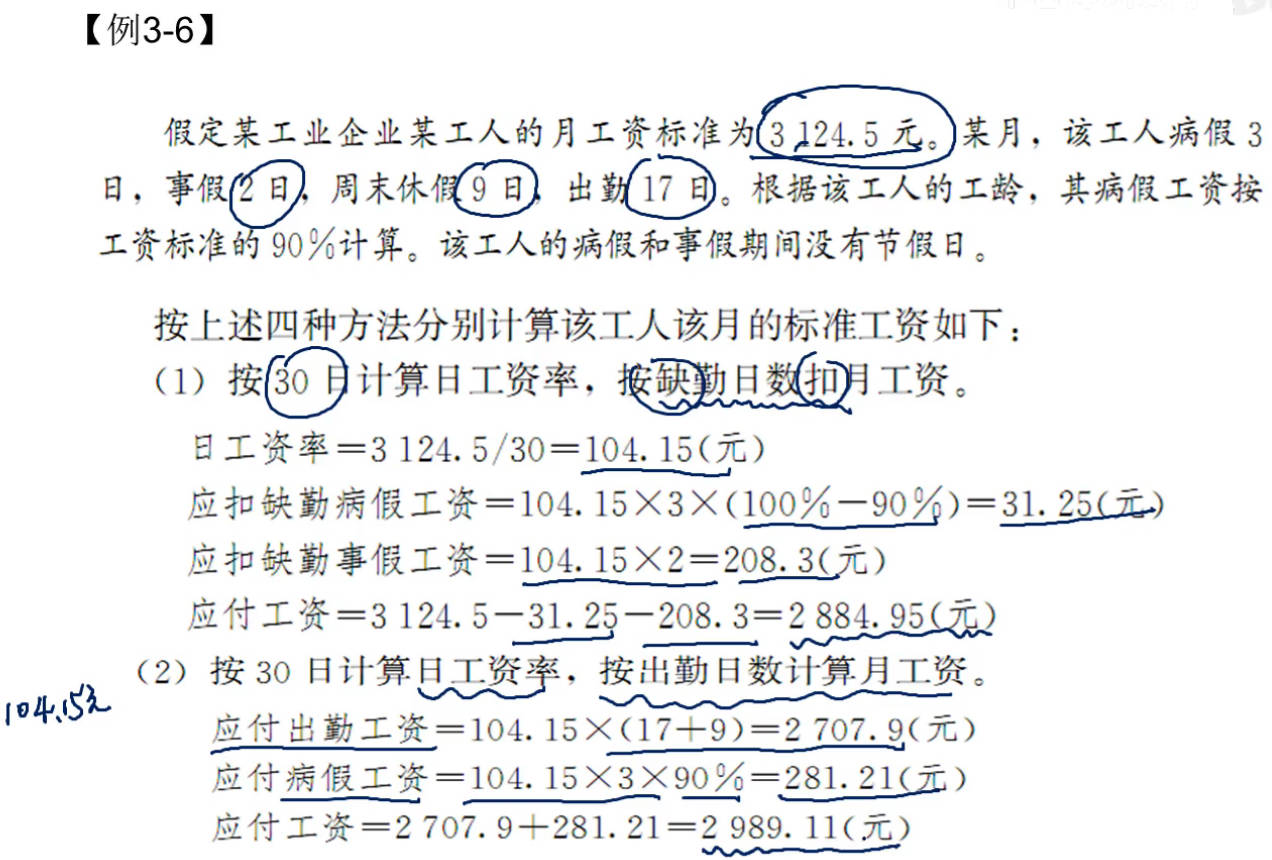 【例3-6】
假定某工业企业某工人的月工资标准为3 124.5 元。某月，该工人病假 3
日，事假 2 日，周末休假 9 日，出勤 17 日。根据该工人的工龄，其病假工资按
工资标准的 90%计算。该工人的病假和事假期间没有节假日。
按上述四种方法分别计算该工人该月的标准工资如下：
（1）按 30 日计算日工资率，按缺勤日数扣月工资。
日工资率＝3 124.5/30＝104.15(元)
应扣缺勤病假工资＝104.15×3×(100%－90%)＝31.25(元)
应扣缺勤事假工资＝104.15×2＝208.3(元)
应付工资＝3 124.5－31.25－208.3＝2 884.95(元)
（2）按 30 日计算日工资率，按出勤日数计算月工资。
104.15元
应付出勤工资＝104.15×(17＋9)＝2 707.9(元)
应付病假工资＝104.15×3×90%＝281.21(元)
应付工资＝2 707.9＋281.21＝2 989.11(元)